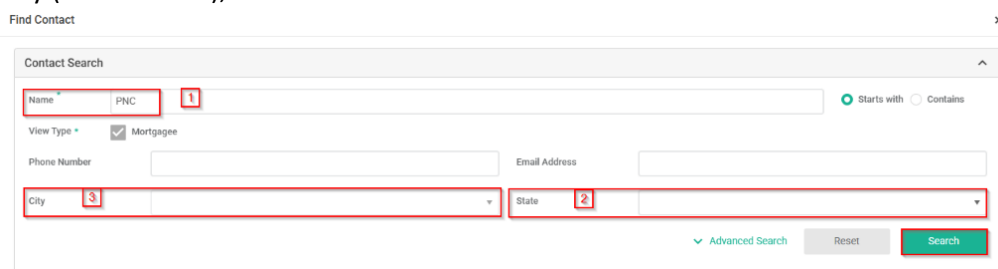 Find Contact
Contact Search
Name * PNC 1 Starts with Contains
View Type * Mortgagee
Phone Number Email Address
City 3 State 2
Advanced Search Reset Search